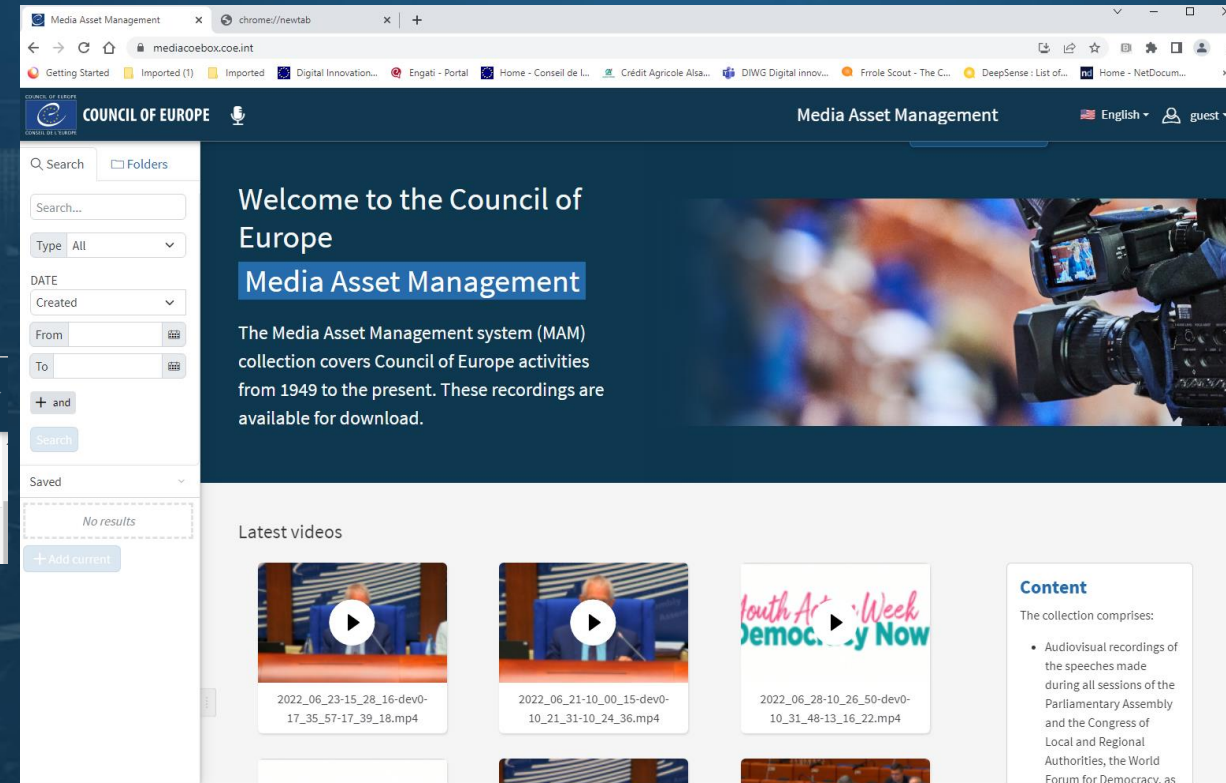 Media Asset Management
chrome://newtab
mediacoebox.coe.int
Getting Started Imported (1) Imported Digital Innovation... Engati - Portal Home - Conseil de l... Crédit Agricole Alsa... DIWG Digital innov... Frrole Scout - The C... DeepSense : List of... Home - NetDocum...
COUNCIL OF EUROPE
CONSEIL DE L'EUROPE
COUNCIL OF EUROPE
Media Asset Management
English
guest
Search Folders
Search...
Type All
DATE
Created
From
To
+ and
Search
Saved
No results
+ Add current
Welcome to the Council of
Europe
Media Asset Management
The Media Asset Management system (MAM)
collection covers Council of Europe activities
from 1949 to the present. These recordings are
available for download.
Latest videos
2022_06_23-15_28_16-dev0-
17_35_57-17_39_18.mp4
2022_06_21-10_00_15-dev0-
10_21_31-10_24_36.mp4
Week
Now
2022_06_28-10_26_50-dev0-
10_31_48-13_16_22.mp4
Content
The collection comprises:
• Audiovisual recordings of
the speeches made
during all sessions of the
Parliamentary Assembly
and the Congress of
Local and Regional
Authorities, the World
Forum for Democracy, as